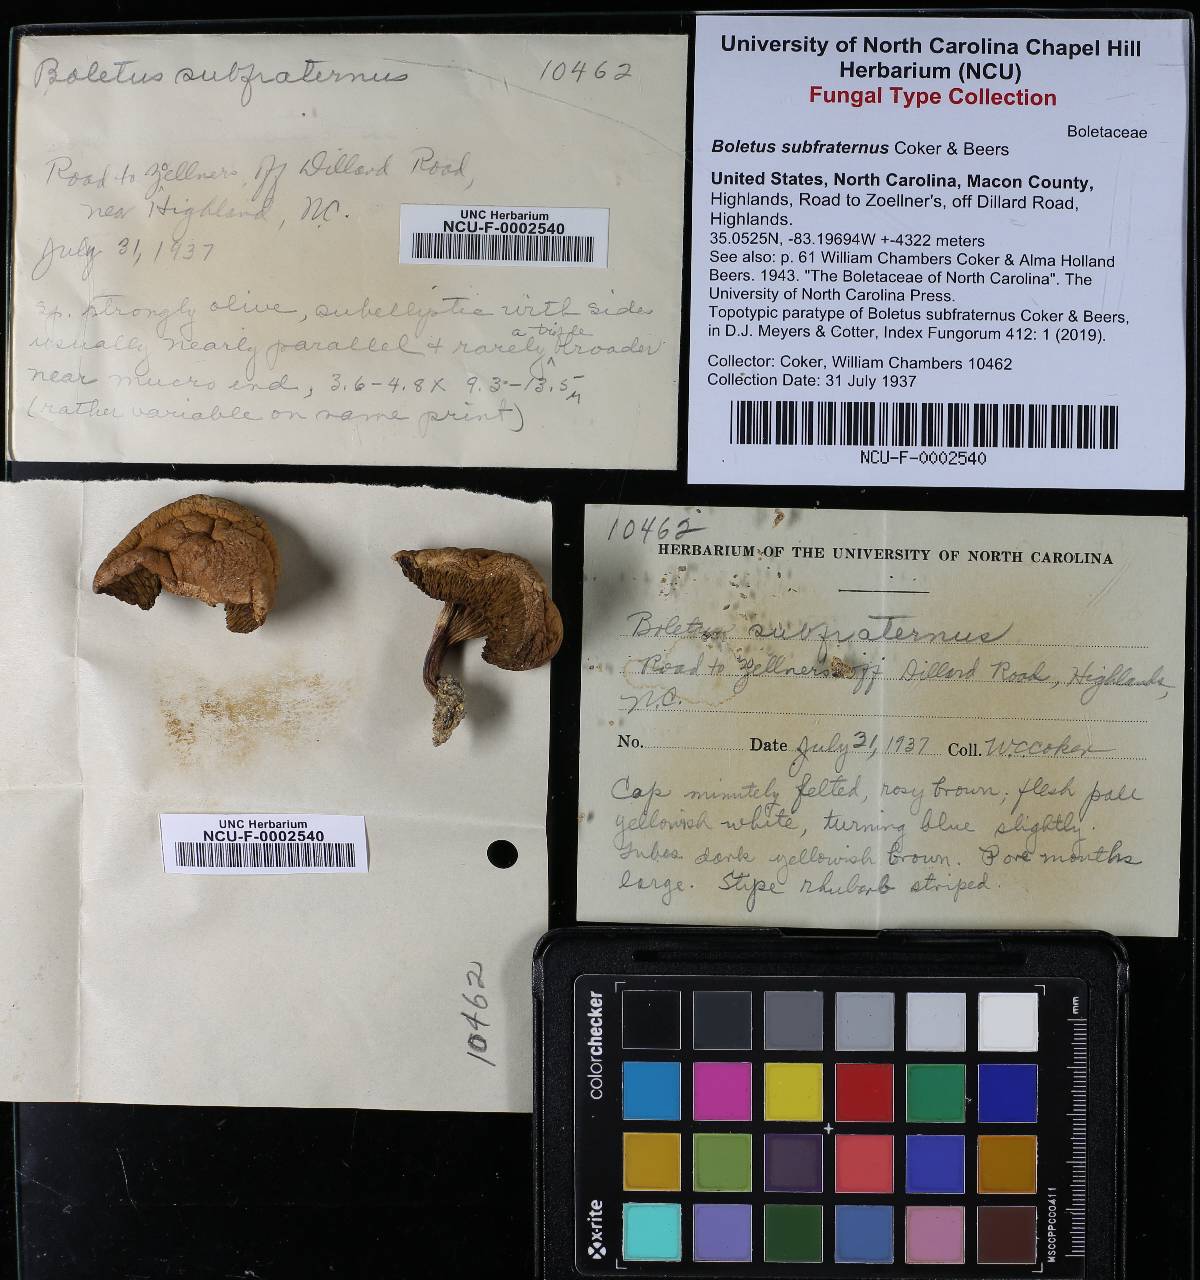 Boletus subfraternus 10462
Road to Zoellners, off Dillard Road,
near Highland, N.C.
July 31, 1937
UNC Herbarium
NCU-F-0002540
Sp. strongly olive, subelliptic with sides
usually nearly parallel & rarely a trifle broader
near mucro end, 3.6-4.8 x 9.3-13.5 µ
(rather variable on same print)
University of North Carolina Chapel Hill
Herbarium (NCU)
Fungal Type Collection
Boletaceae
Boletus subfraternus Coker & Beers
United States, North Carolina, Macon County,
Highlands, Road to Zoellner's, off Dillard Road,
Highlands.
35.0525N, -83.19694W +-4322 meters
See also: p. 61 William Chambers Coker & Alma Holland
Beers. 1943. "The Boletaceae of North Carolina". The
University of North Carolina Press.
Topotypic paratype of Boletus subfraternus Coker & Beers,
in D.J. Meyers & Cotter, Index Fungorum 412: 1 (2019).
Collector: Coker, William Chambers 10462
Collection Date: 31 July 1937
NCU-F-0002540
UNC Herbarium
NCU-F-0002540
10462
10462
HERBARIUM OF THE UNIVERSITY OF NORTH CAROLINA
Boletus subfraternus
Road to Zoellners off Dillard Road, Highlands,
N.C.
No. Date July 31, 1937 Coll. W.C. Coker
Cap minutely felted, rosy brown; flesh pale
yellowish white, turning blue slightly.
Tubes dark yellowish brown. Pore mouths
large. Stipe rhubarb striped.
colorchecker
x-rite
mm
MSCCPPCC0411